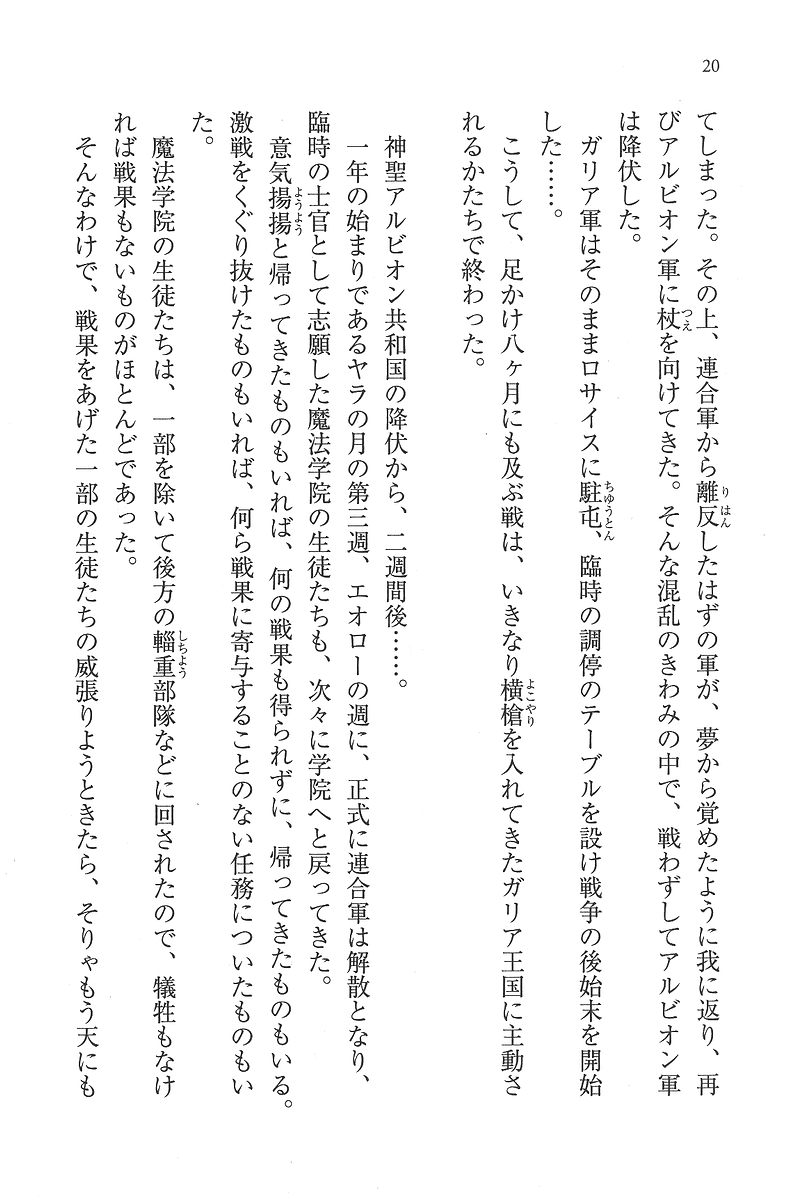 20
てしまった。その上、連合軍から離反したはずの軍が、夢から覚めたように我に返り、再
びアルビオン軍に杖を向けてきた。そんな混乱のきわみの中で、戦わずしてアルビオン軍
は降伏した。
ガリア軍はそのままロサイスに駐屯、臨時の調停のテーブルを設け戦争の後始末を開始
した……。
こうして、足かけ八ヶ月にも及ぶ戦は、いきなり横槍を入れてきたガリア王国に主動さ
れるかたちで終わった。
神聖アルビオン共和国の降伏から、二週間後……。
一年の始まりであるヤラの月の第三週、エオローの週に、正式に連合軍は解散となり、
臨時の士官として志願した魔法学院の生徒たちも、次々に学院へと戻ってきた。
意気揚揚と帰ってきたものもいれば、何の戦果も得られずに、帰ってきたものもいる。
激戦をくぐり抜けたものもいれば、何ら戦果に寄与することのない任務についたものもい
た。
魔法学院の生徒たちは、一部を除いて後方の輜重部隊などに回されたので、犠牲もなけ
れば戦果もないものがほとんどであった。
そんなわけで、戦果をあげた一部の生徒たちの威張りようときたら、そりゃもう天にも